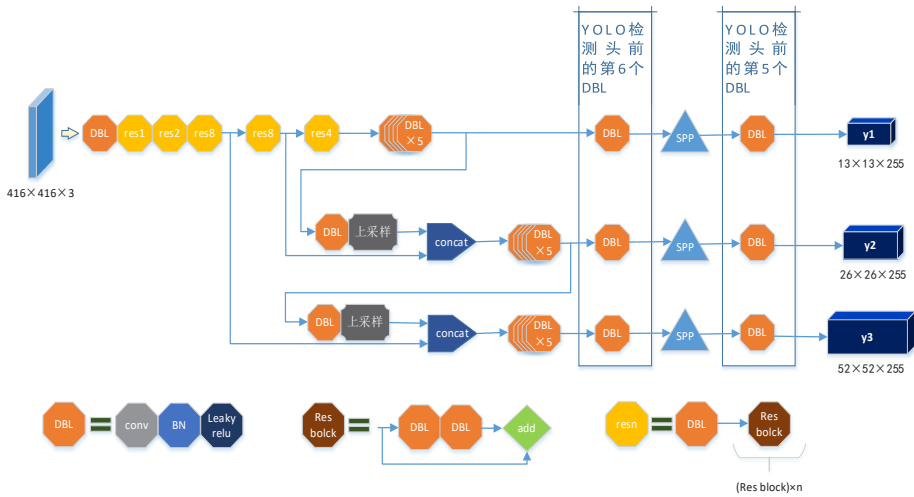 YOLO检
测头前
的第6个
DBL
YOLO检
测头前
的第5个
DBL
416×416×3
DBL
res1
res2
res8
res8
res4
DBL
×5
DBL
SPP
DBL
y1
13×13×255
DBL
上采样
concat
DBL
×5
DBL
SPP
DBL
y2
26×26×255
DBL
上采样
concat
DBL
×5
DBL
SPP
DBL
y3
52×52×255
DBL
conv
BN
Leaky
relu
Res
bolck
DBL
DBL
add
resn
DBL
Res
bolck
(Res block)×n